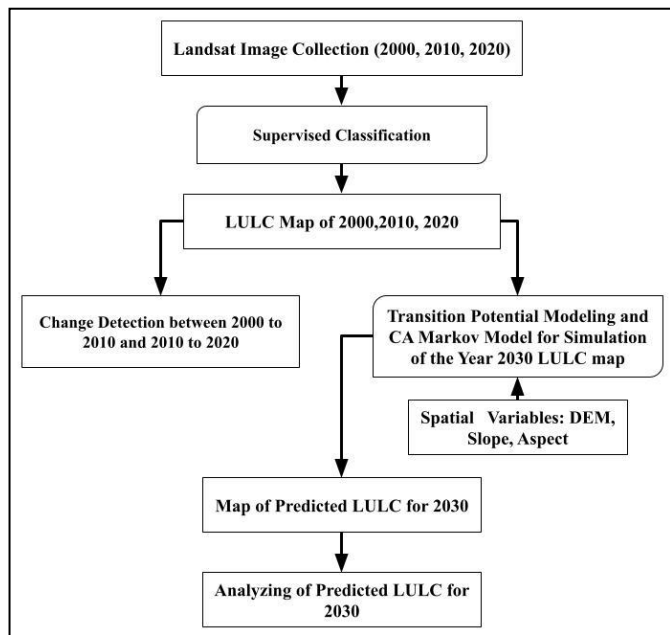 Landsat Image Collection (2000, 2010, 2020)
Supervised Classification
LULC Map of 2000,2010, 2020
Change Detection between 2000 to
2010 and 2010 to 2020
Transition Potential Modeling and
CA Markov Model for Simulation
of the Year 2030 LULC map
Spatial Variables: DEM,
Slope, Aspect
Map of Predicted LULC for 2030
Analyzing of Predicted LULC for
2030